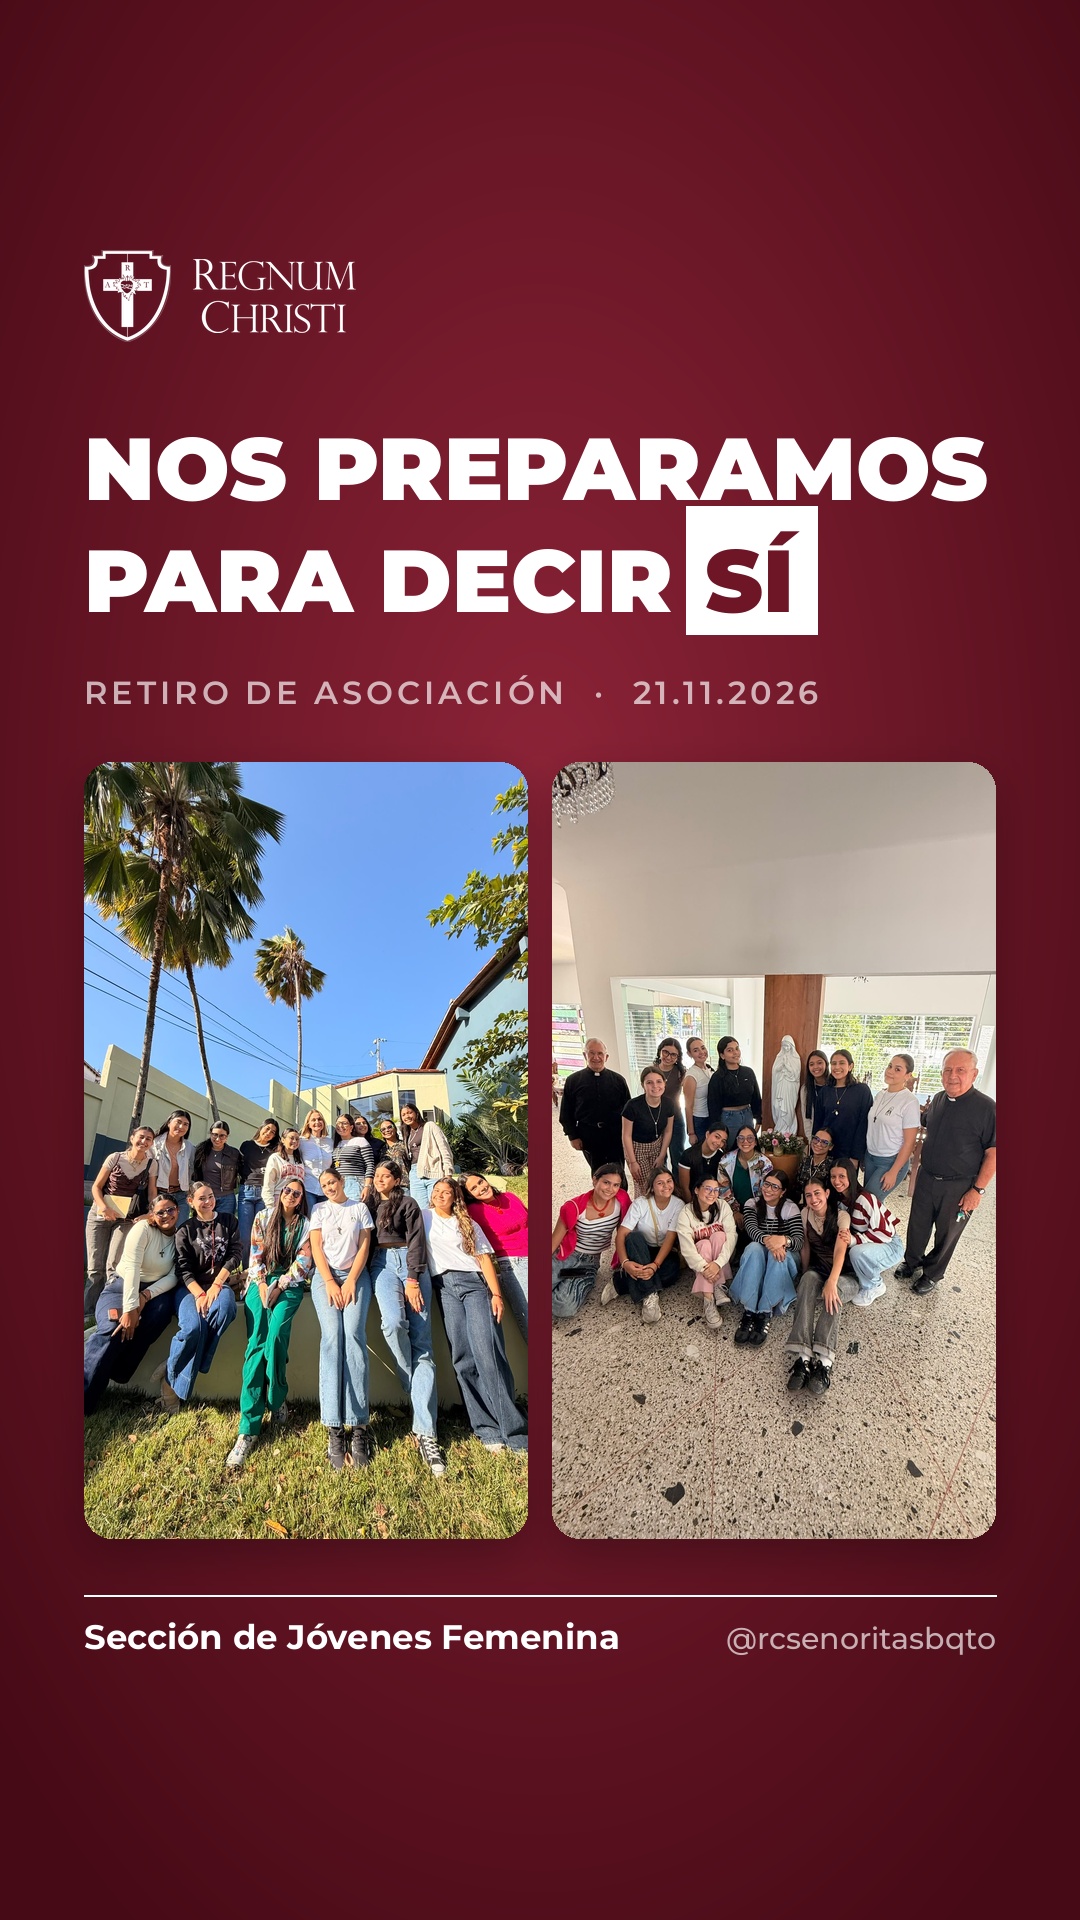 REGNUM
CHRISTI
NOS PREPARAMOS
PARA DECIR SÍ
RETIRO DE ASOCIACIÓN · 21.11.2026
Sección de Jóvenes Femenina
@rcsenoritasbqto